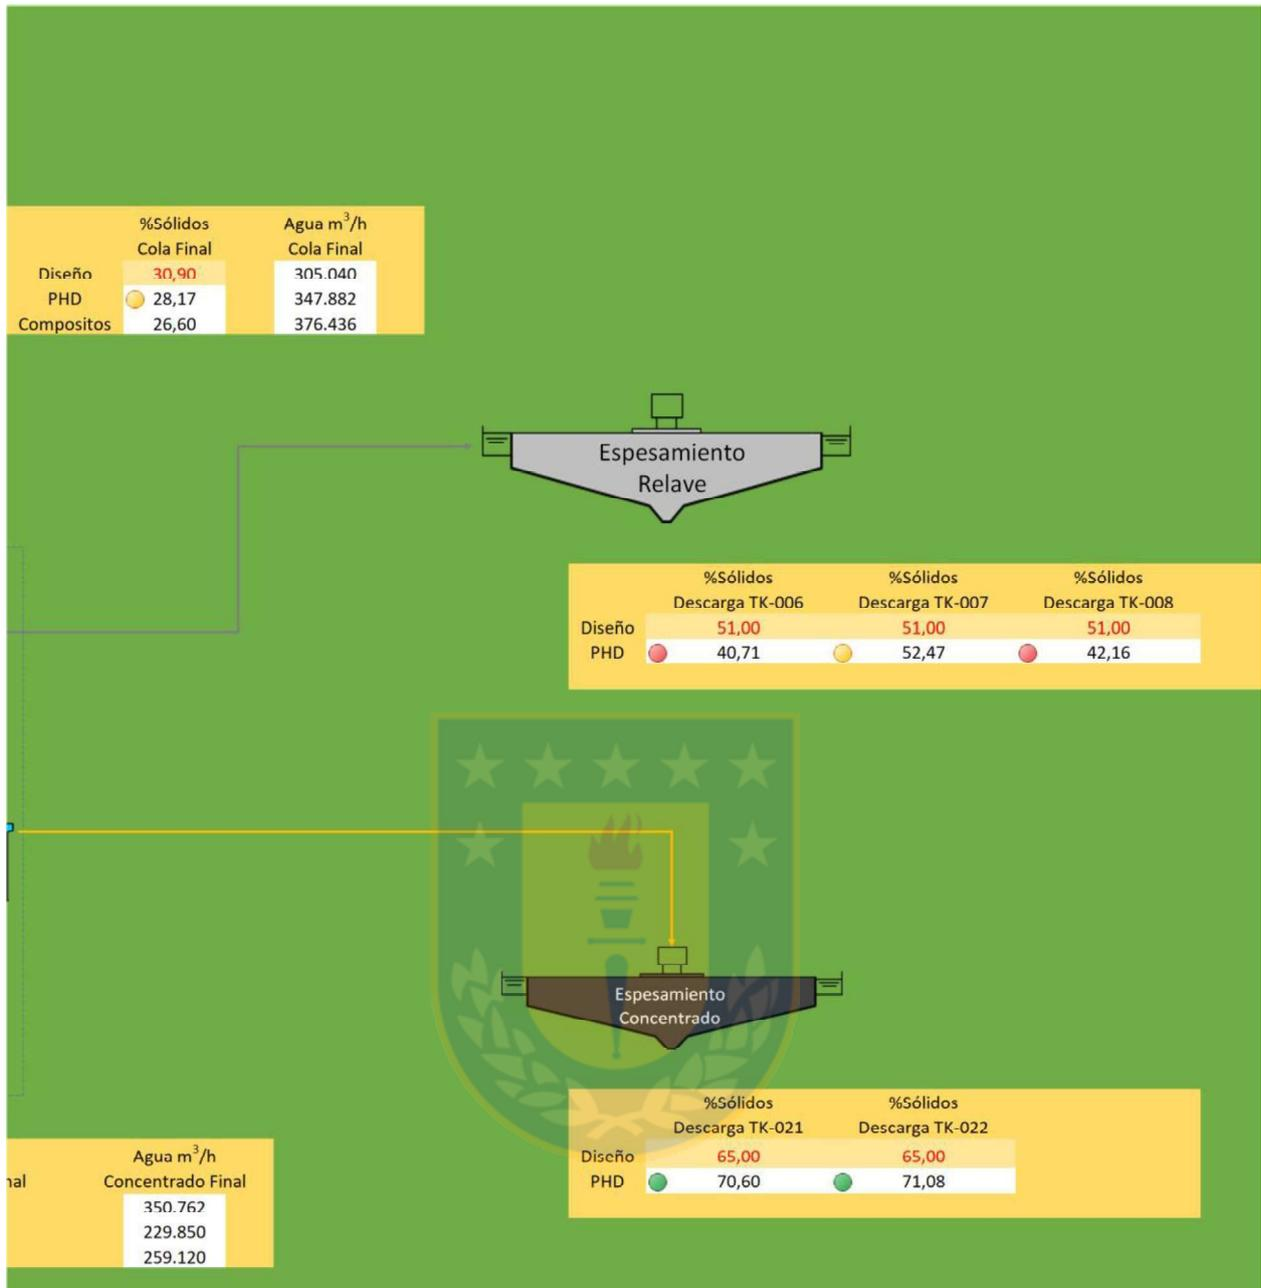 %Sólidos Agua m³/h
Cola Final Cola Final
Diseño 30,90 305.040
PHD 28,17 347.882
Compositos 26,60 376.436
Espesamiento
Relave
%Sólidos %Sólidos %Sólidos
Descarga TK-006 Descarga TK-007 Descarga TK-008
Diseño 51,00 51,00 51,00
PHD 40,71 52,47 42,16
Espesamiento
Concentrado
%Sólidos %Sólidos
Descarga TK-021 Descarga TK-022
Diseño 65,00 65,00
PHD 70,60 71,08
Agua m³/h
nal Concentrado Final
350.762
229.850
259.120